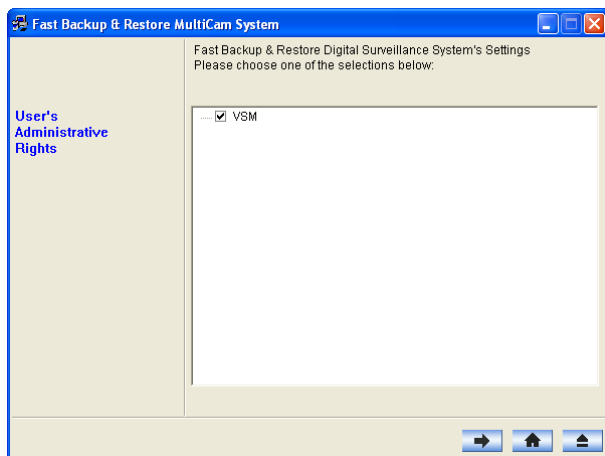 Fast Backup & Restore MultiCam System
Fast Backup & Restore Digital Surveillance System's Settings
Please choose one of the selections below:
User's
Administrative
Rights
VSM